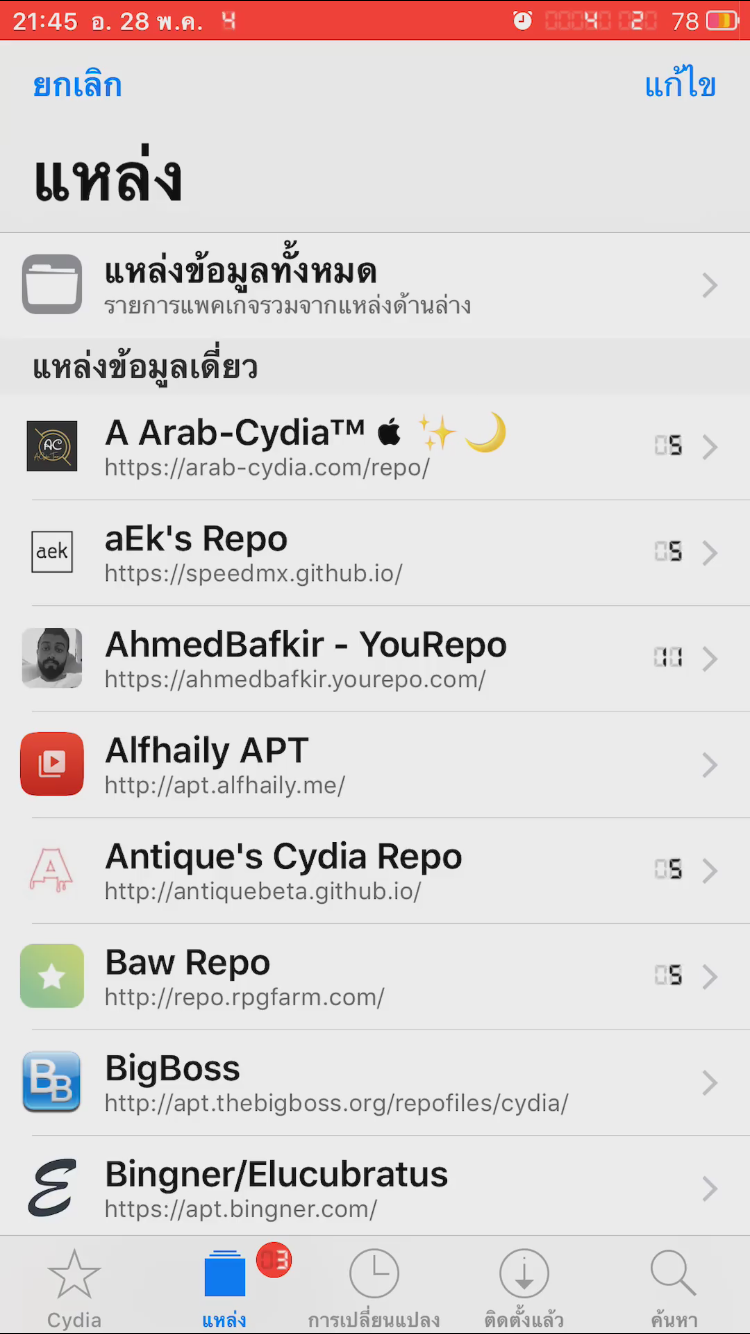 21:45 อ. 28 พ.ค. 4 00040 020 78
ยกเลิก แก้ไข
แหล่ง
แหล่งข้อมูลทั้งหมด
รายการแพคเกจรวมจากแหล่งด้านล่าง
แหล่งข้อมูลเดี่ยว
AC
A Arab-Cydia™  ✨🌙
https://arab-cydia.com/repo/
05
aek
aEk's Repo
https://speedmx.github.io/
05
AhmedBafkir - YouRepo
https://ahmedbafkir.yourepo.com/
11
Alfhaily APT
http://apt.alfhaily.me/
A
Antique's Cydia Repo
http://antiquebeta.github.io/
05
Baw Repo
http://repo.rpgfarm.com/
05
BB
BigBoss
http://apt.thebigboss.org/repofiles/cydia/
E
Bingner/Elucubratus
https://apt.bingner.com/
03
Cydia แหล่ง การเปลี่ยนแปลง ติดตั้งแล้ว ค้นหา